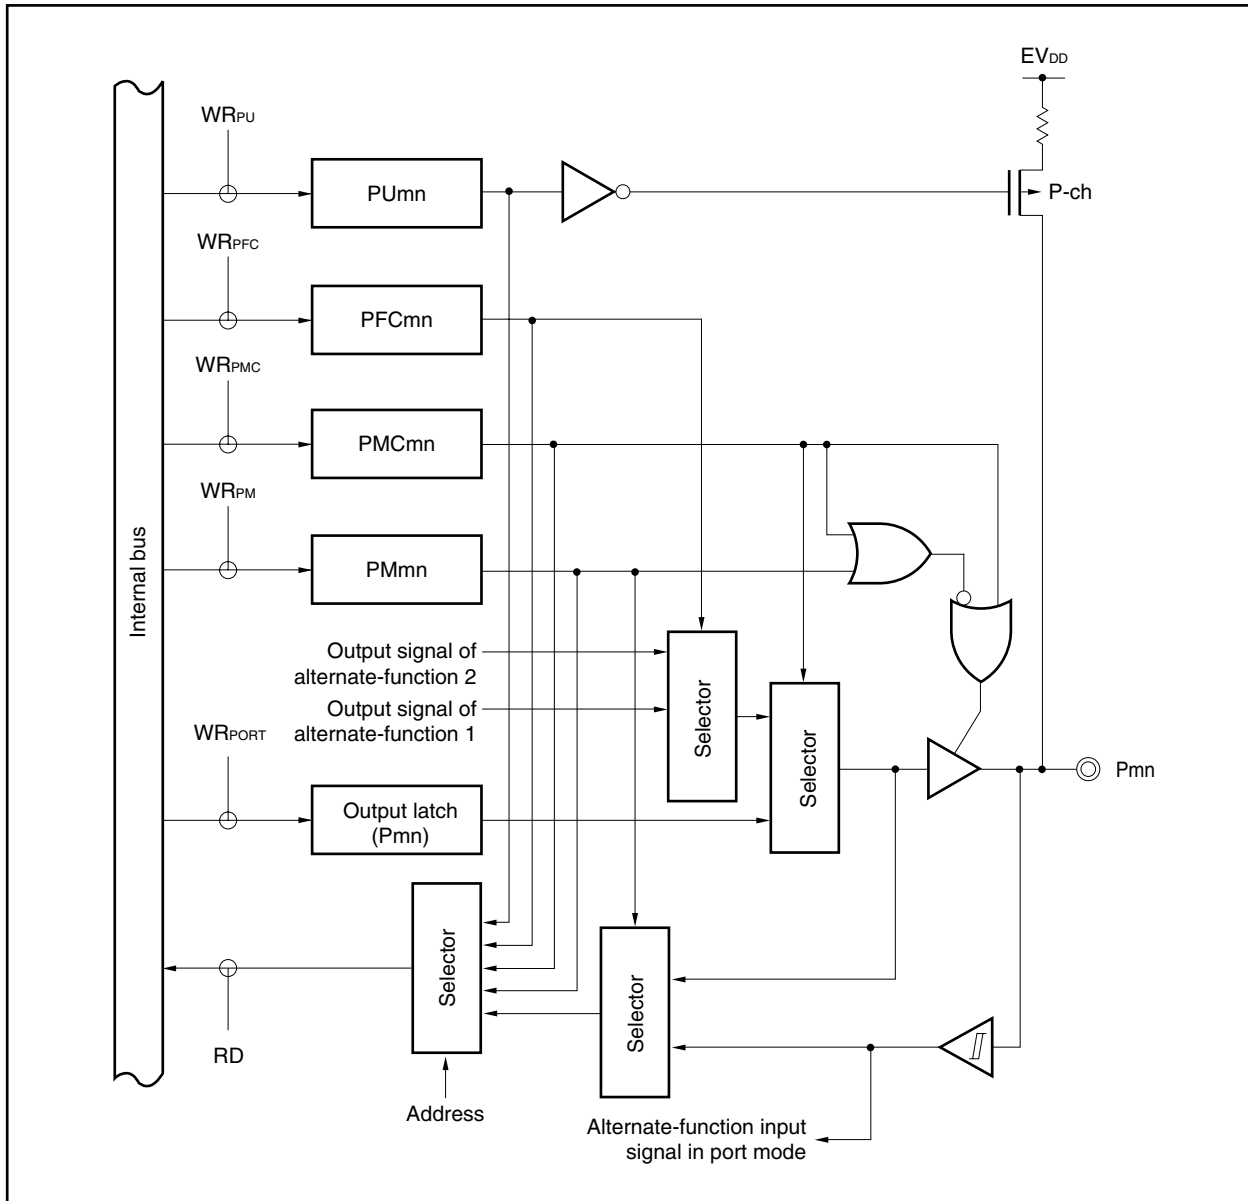 EVDD
WRPU
PUmn
P-ch
WRPFC
PFCmn
WRPMC
PMCmn
WRPM
PMmn
Internal bus
Output signal of
alternate-function 2
Output signal of
alternate-function 1
Selector
Selector
WRPORT
Output latch
(Pmn)
Pmn
Selector
Selector
RD
Address
Alternate-function input
signal in port mode